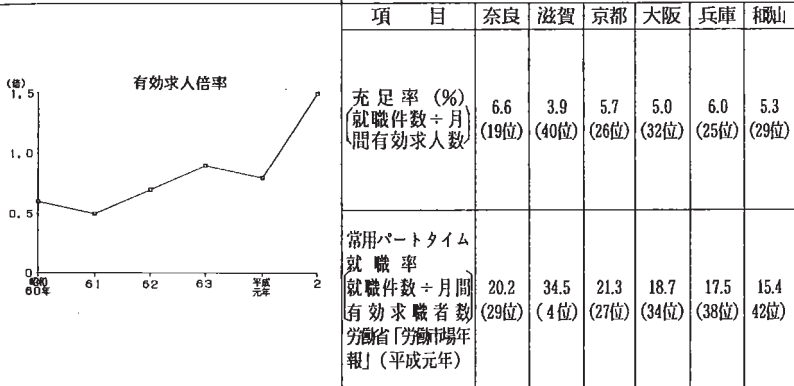 有効求人倍率
(倍)
1.5
1.0
0.5
0
昭和60年 61 62 63 平成元年 2
項 目 奈良 滋賀 京都 大阪 兵庫 和歌山
充足率(%)
就職件数÷月
間有効求人数
6.6 3.9 5.7 5.0 6.0 5.3
(19位) (40位) (26位) (32位) (25位) (29位)
常用パートタイム
就職率
就職件数÷月間
有効求職者数
労働省「労働市場年
報」(平成元年)
20.2 34.5 21.3 18.7 17.5 15.4
(29位) (4位) (27位) (34位) (38位) 42位)